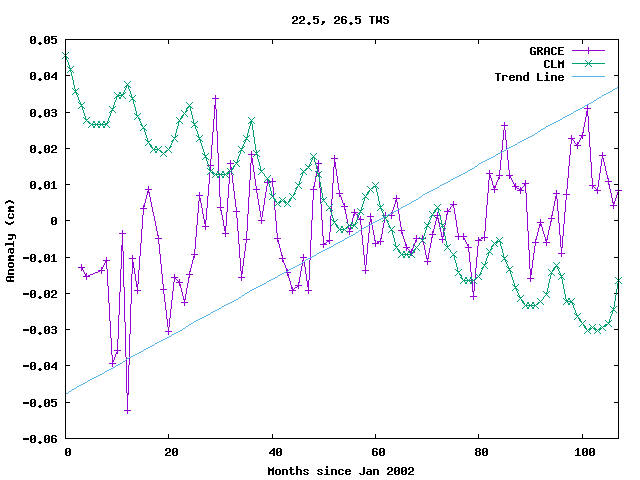 22.5, 26.5 TWS
GRACE
CLM
Trend Line
0.05
0.04
0.03
0.02
0.01
0
-0.01
-0.02
-0.03
-0.04
-0.05
-0.06
Anomaly (cm)
0 20 40 60 80 100
Months since Jan 2002